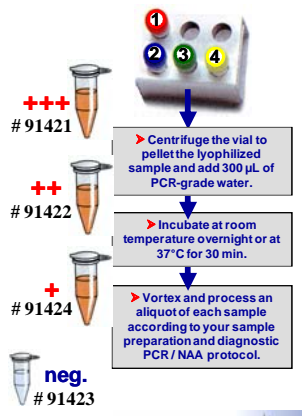 1
2 3 4
+++
# 91421
➤ Centrifuge the vial to
pellet the lyophilized
sample and add 300 µL of
PCR-grade water.
++
# 91422
➤ Incubate at room
temperature overnight or at
37°C for 30 min.
+
# 91424
➤ Vortex and process an
aliquot of each sample
according to your sample
preparation and diagnostic
PCR / NAA protocol.
neg.
# 91423